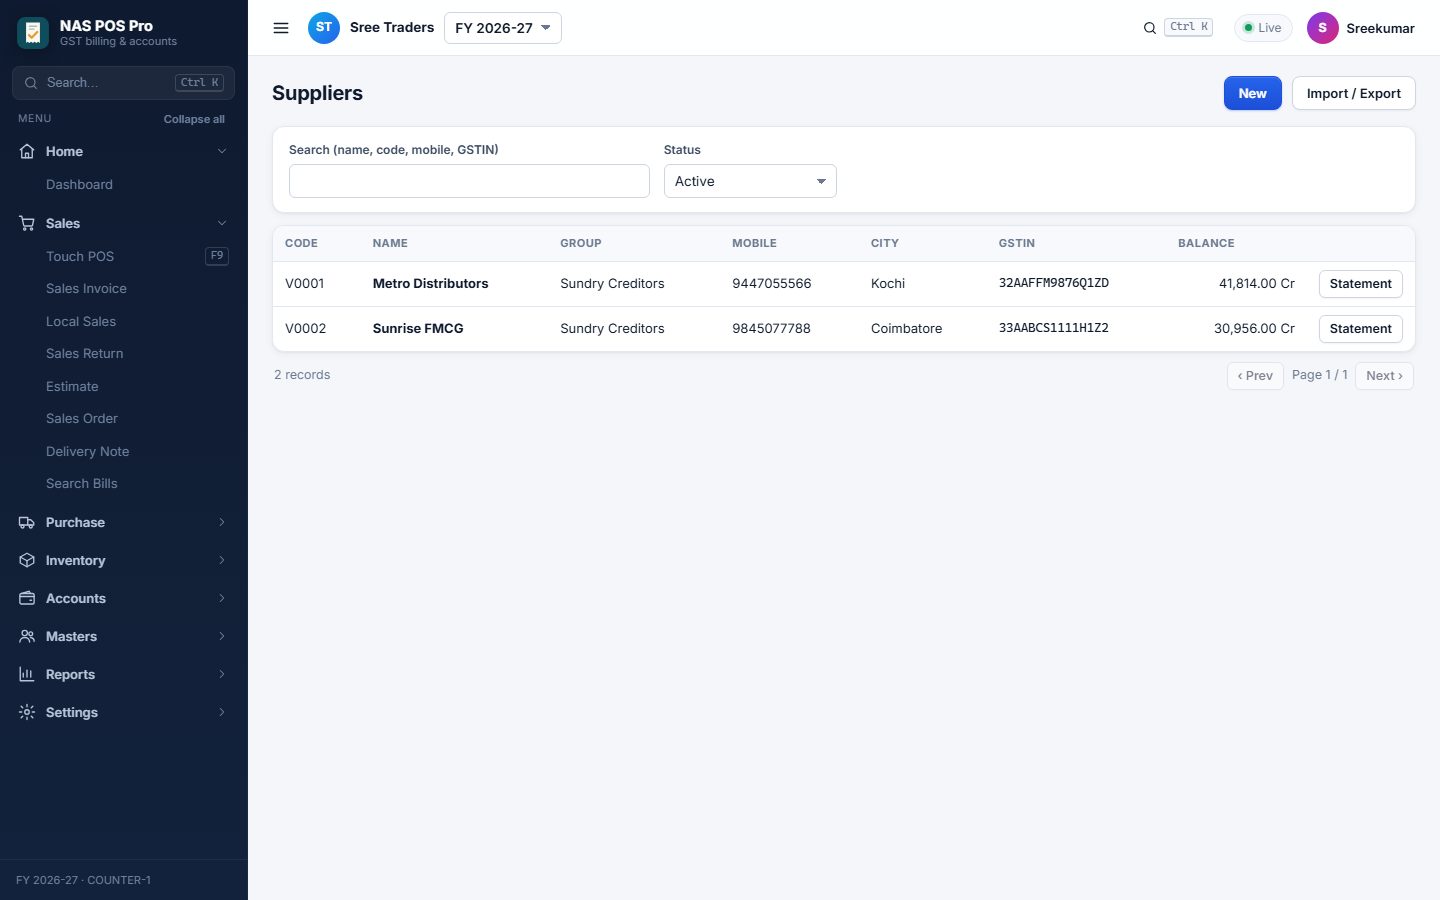 NAS POS Pro
GST billing & accounts
Search... Ctrl K
MENU Collapse all
Home
Dashboard
Sales
Touch POS F9
Sales Invoice
Local Sales
Sales Return
Estimate
Sales Order
Delivery Note
Search Bills
Purchase
Inventory
Accounts
Masters
Reports
Settings
FY 2026-27 · COUNTER-1
ST Sree Traders FY 2026-27 Ctrl K Live S Sreekumar
Suppliers New Import / Export
Search (name, code, mobile, GSTIN) Status
Active
CODE NAME GROUP MOBILE CITY GSTIN BALANCE
V0001 Metro Distributors Sundry Creditors 9447055566 Kochi 32AAFFM9876Q1ZD 41,814.00 Cr Statement
V0002 Sunrise FMCG Sundry Creditors 9845077788 Coimbatore 33AABCS1111H1Z2 30,956.00 Cr Statement
2 records ‹ Prev Page 1 / 1 Next ›